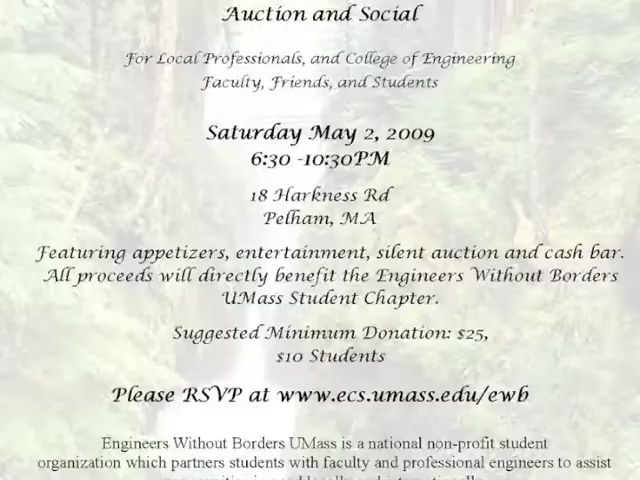 Auction and Social
For Local Professionals, and College of Engineering
Faculty, Friends, and Students
Saturday May 2, 2009
6:30 -10:30PM
18 Harkness Rd
Pelham, MA
Featuring appetizers, entertainment, silent auction and cash bar.
All proceeds will directly benefit the Engineers Without Borders
UMass Student Chapter.
Suggested Minimum Donation: $25,
$10 Students
Please RSVP at www.ecs.umass.edu/ewb
Engineers Without Borders UMass is a national non-profit student
organization which partners students with faculty and professional engineers to assist